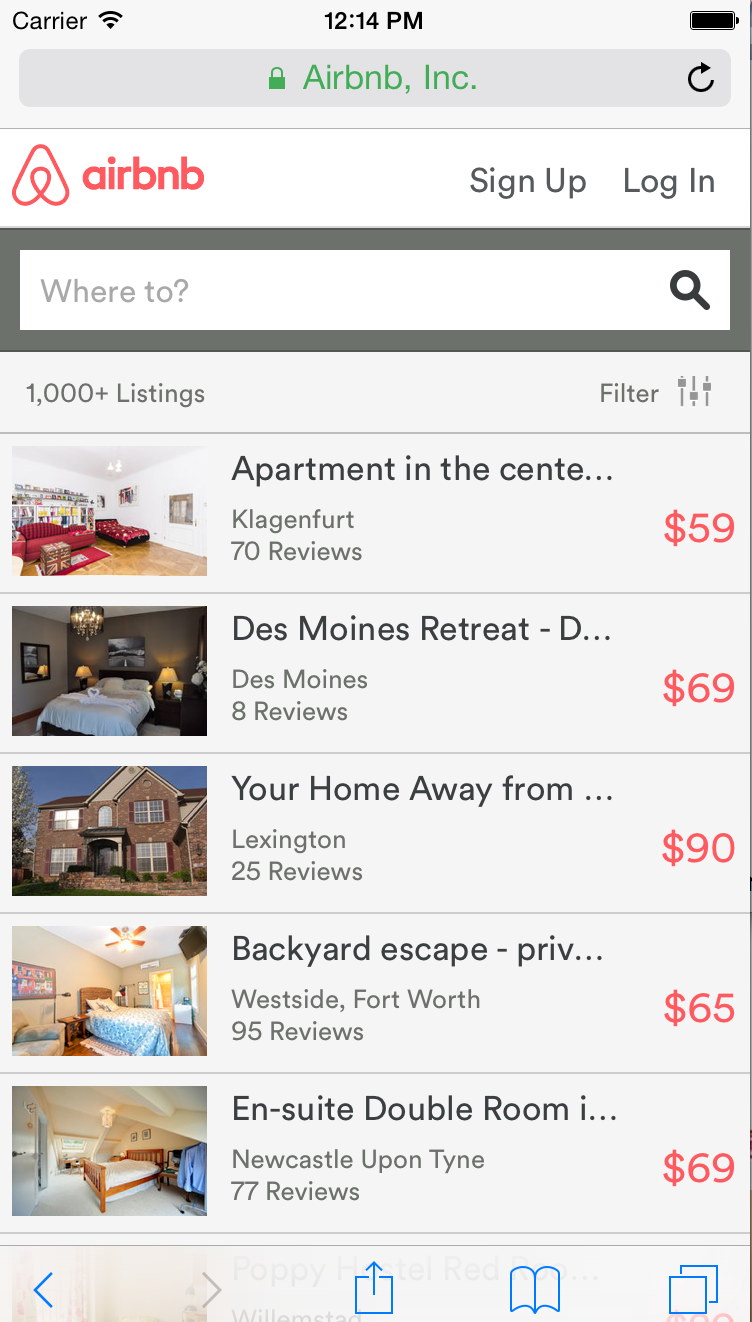 Carrier 12:14 PM
Airbnb, Inc.
airbnb Sign Up Log In
Where to?
1,000+ Listings Filter
Apartment in the cente...
Klagenfurt
70 Reviews
$59
Des Moines Retreat - D...
Des Moines
8 Reviews
$69
Your Home Away from ...
Lexington
25 Reviews
$90
Backyard escape - priv...
Westside, Fort Worth
95 Reviews
$65
En-suite Double Room i...
Newcastle Upon Tyne
77 Reviews
$69
Poppy Hostel Red Roo...
Willemstad